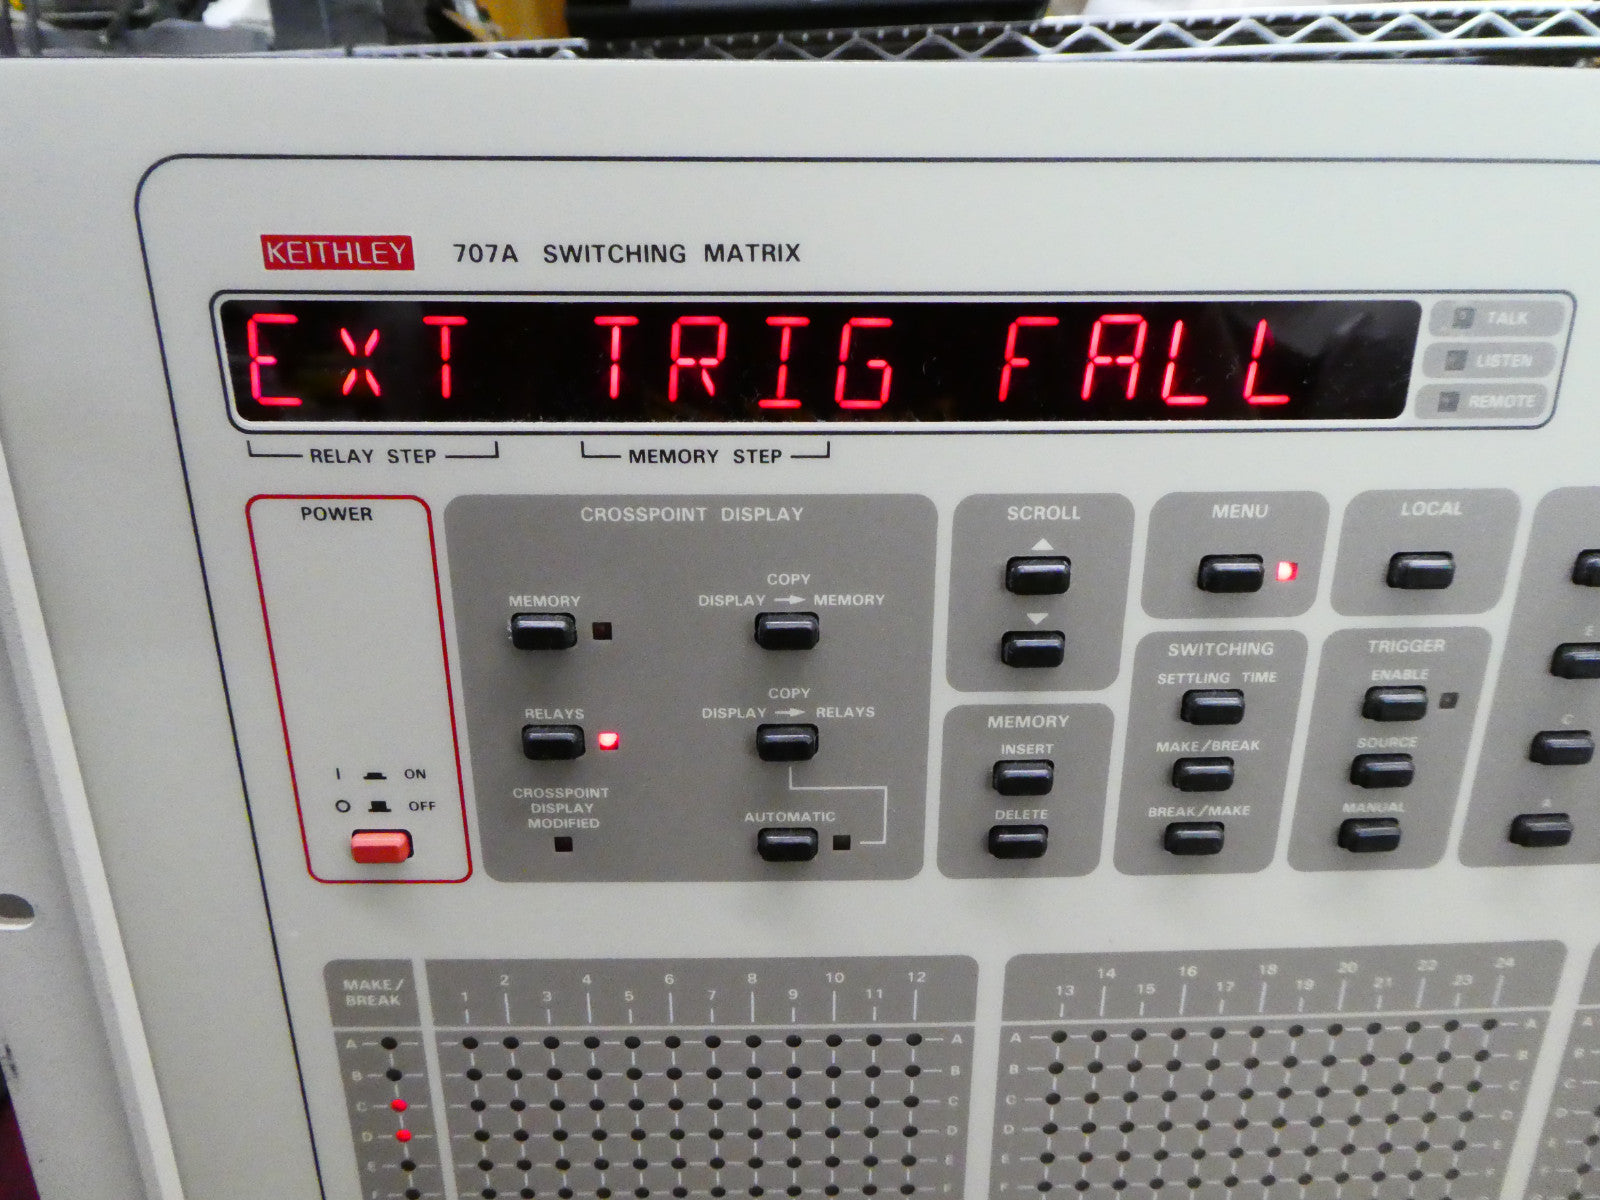 KEITHLEY 707A SWITCHING MATRIX
EXT TRIG FALL
TALK
LISTEN
REMOTE
RELAY STEP
MEMORY STEP
POWER
I ON
O OFF
CROSSPOINT DISPLAY
MEMORY
COPY
DISPLAY → MEMORY
RELAYS
COPY
DISPLAY → RELAYS
CROSSPOINT
DISPLAY
MODIFIED
AUTOMATIC
SCROLL
MEMORY
INSERT
DELETE
MENU
SWITCHING
SETTLING TIME
MAKE/BREAK
BREAK/MAKE
LOCAL
TRIGGER
ENABLE
SOURCE
MANUAL
E
C
A
MAKE/
BREAK
1 2 3 4 5 6 7 8 9 10 11 12
13 14 15 16 17 18 19 20 21 22 23 24
A A A A A
B B B B B
C C C C C
D D D D D
E E E E E
F F F F